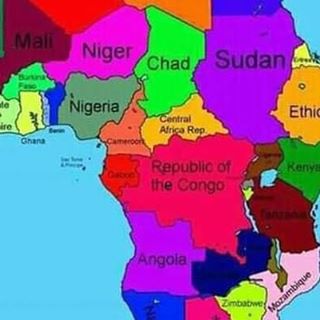 Mali
Niger
Chad
Sudan
Eritrea
Burkina
Faso
Nigeria
Ethio
te
ire
Ghana
Benin
Central
Africa Rep.
Cameroon
Sao Tome
& Principe
Gabon
Republic of
the Congo
Kenya
Tanzania
Angola
Zimbabwe
Mozambique